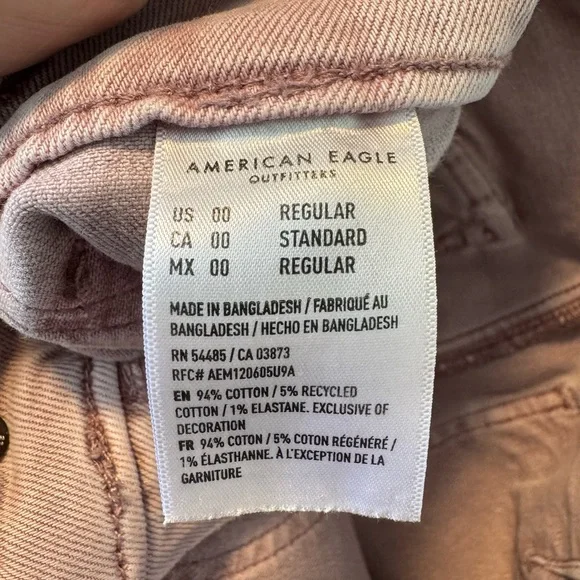 AMERICAN EAGLE
OUTFITTERS
US 00 REGULAR
CA 00 STANDARD
MX 00 REGULAR
MADE IN BANGLADESH / FABRIQUÉ AU
BANGLADESH / HECHO EN BANGLADESH
RN 54485 / CA 03873
RFC# AEM120605U9A
EN 94% COTTON / 5% RECYCLED
COTTON / 1% ELASTANE. EXCLUSIVE OF
DECORATION
FR 94% COTON / 5% COTON RÉGÉNÉRÉ /
1% ÉLASTHANNE. À L'EXCEPTION DE LA
GARNITURE